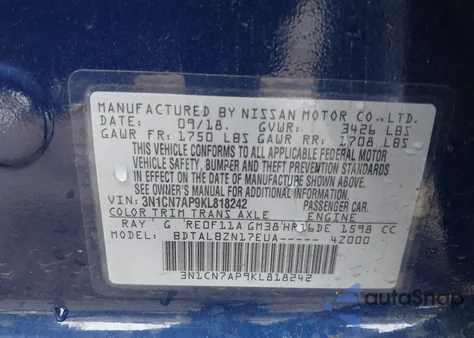 MANUFACTURED BY NISSAN MOTOR CO.,LTD.
DATE: 09/18. GVWR: 3426 LBS
GAWR FR: 1750 LBS GAWR RR: 1708 LBS
THIS VEHICLE CONFORMS TO ALL APPLICABLE FEDERAL MOTOR
VEHICLE SAFETY, BUMPER AND THEFT PREVENTION STANDARDS
IN EFFECT ON THE DATE OF MANUFACTURE SHOWN ABOVE.
SEE OWNER'S MANUAL FOR ADDITIONAL INFORMATION.
VIN: 3N1CN7AP9KL818242 PASSENGER CAR.
COLOR TRIM TRANS AXLE ENGINE
RAY G RE0F11A GM38 HR16DE 1598 CC
MODEL: BDTALBZN17EUA----- 4Z000
3N1CN7AP9KL818242
autoSnap